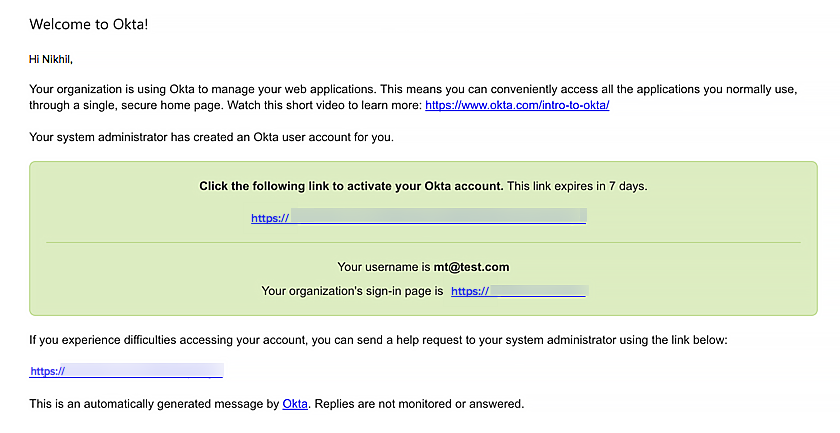 Welcome to Okta!
Hi Nikhil,
Your organization is using Okta to manage your web applications. This means you can conveniently access all the applications you normally use,
through a single, secure home page. Watch this short video to learn more: https://www.okta.com/intro-to-okta/
Your system administrator has created an Okta user account for you.
Click the following link to activate your Okta account. This link expires in 7 days.
https://
Your username is mt@test.com
Your organization's sign-in page is https://
If you experience difficulties accessing your account, you can send a help request to your system administrator using the link below:
https://
This is an automatically generated message by Okta. Replies are not monitored or answered.